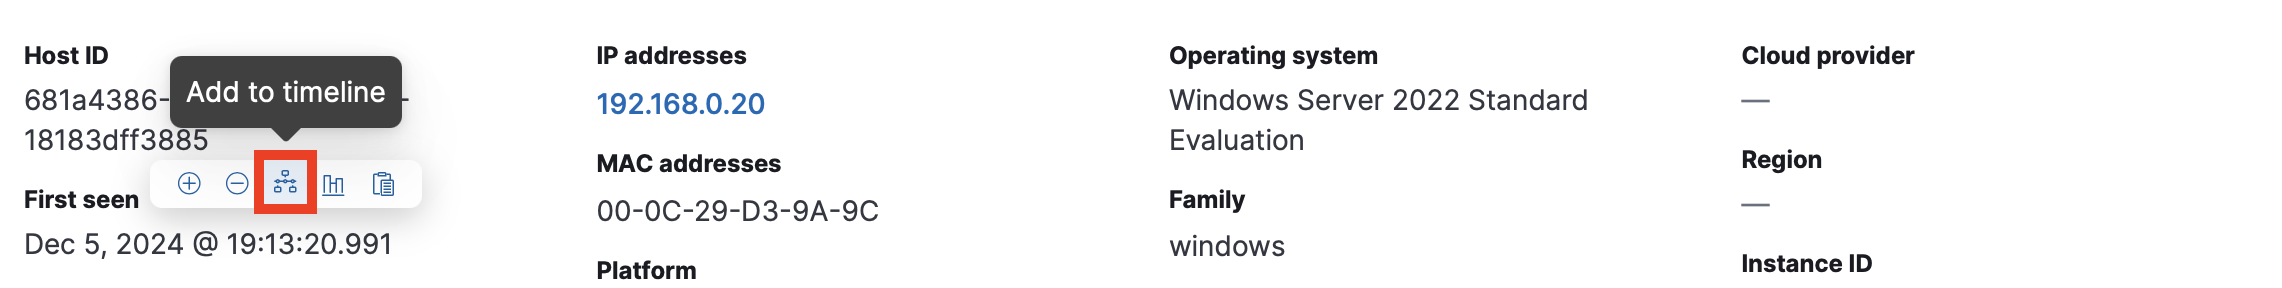 Host ID
681a4386-
Add to timeline
-
18183dff3885
First seen
Dec 5, 2024 @ 19:13:20.991
IP addresses
192.168.0.20
MAC addresses
00-0C-29-D3-9A-9C
Platform
Operating system
Windows Server 2022 Standard
Evaluation
Family
windows
Cloud provider
—
Region
—
Instance ID